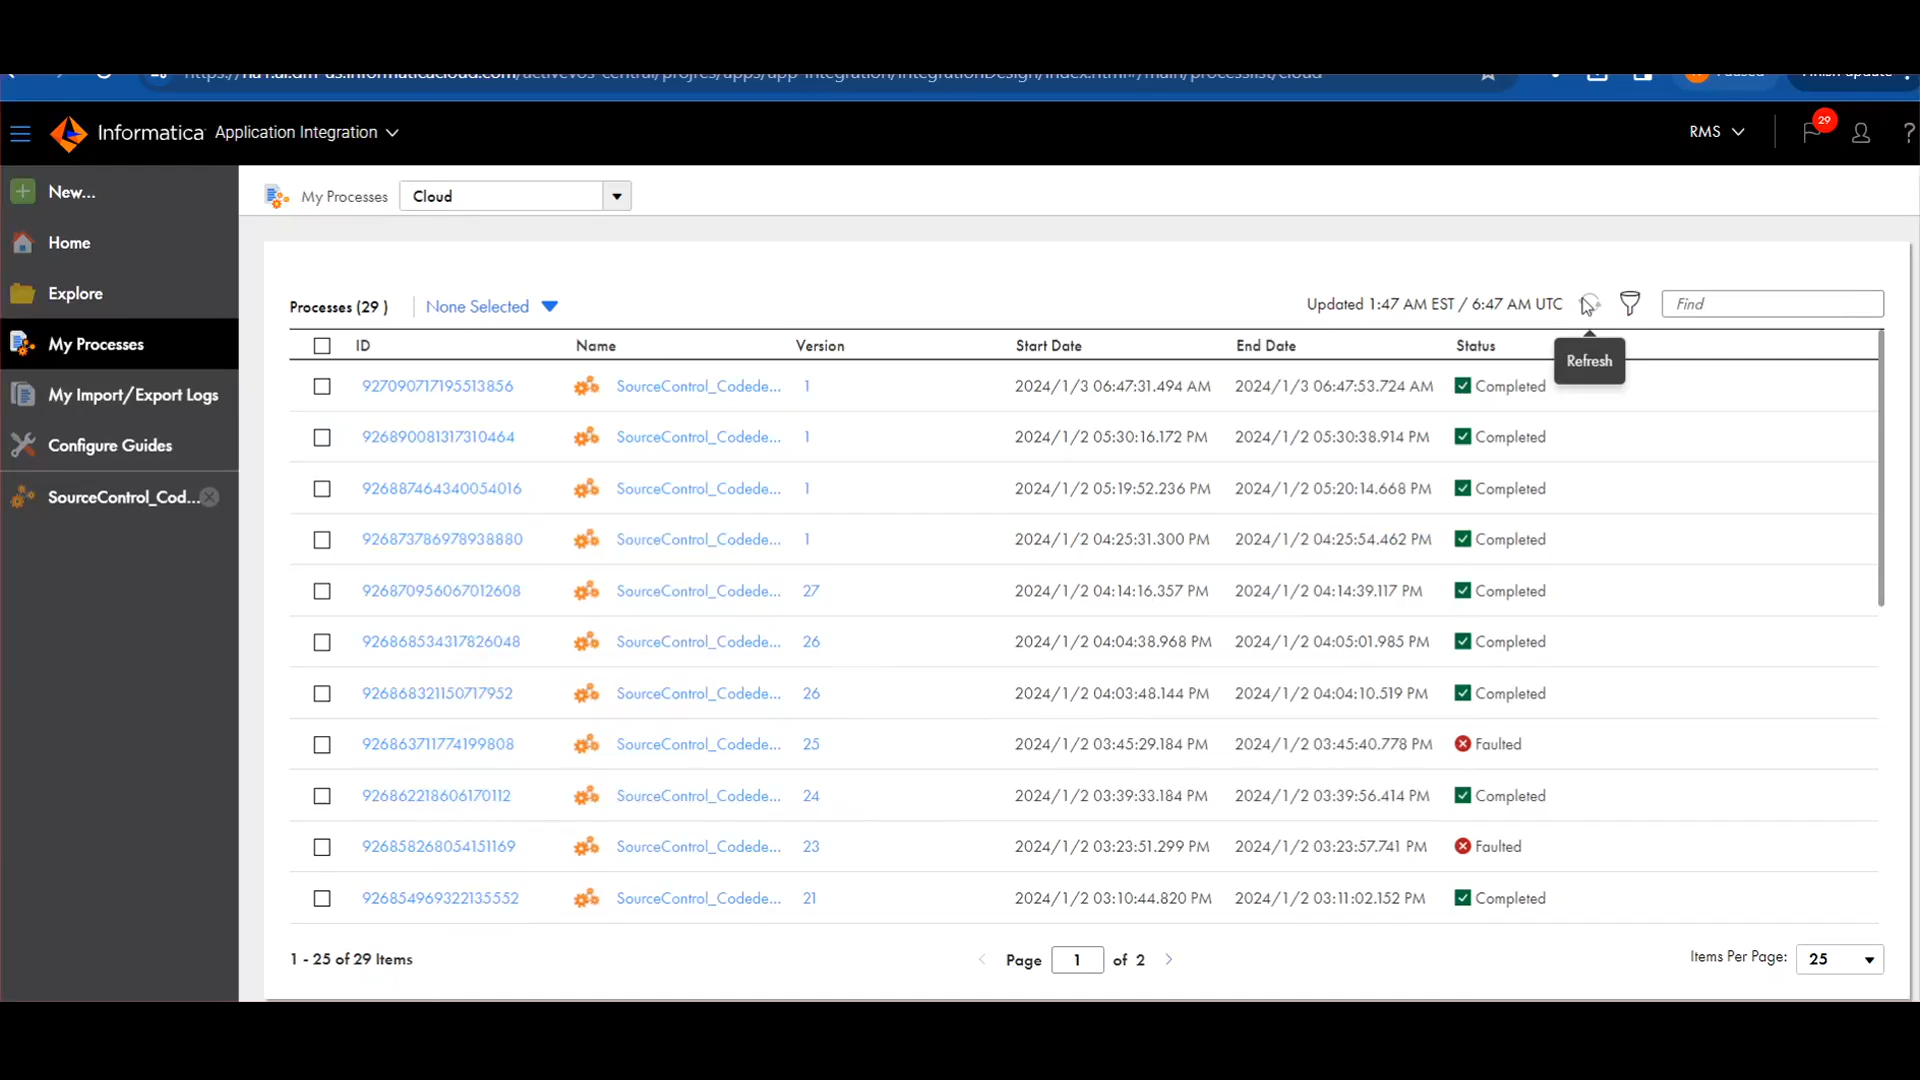 Informatica Application Integration
RMS
29
?
New...
Home
Explore
My Processes
My Import/Export Logs
Configure Guides
SourceControl_Cod...
My Processes Cloud
Processes (29 ) None Selected Updated 1:47 AM EST / 6:47 AM UTC Find
Refresh
ID Name Version Start Date End Date Status
927090717195513856 SourceControl_Codede... 1 2024/1/3 06:47:31.494 AM 2024/1/3 06:47:53.724 AM Completed
926890081317310464 SourceControl_Codede... 1 2024/1/2 05:30:16.172 PM 2024/1/2 05:30:38.914 PM Completed
926887464340054016 SourceControl_Codede... 1 2024/1/2 05:19:52.236 PM 2024/1/2 05:20:14.668 PM Completed
926873786978938880 SourceControl_Codede... 1 2024/1/2 04:25:31.300 PM 2024/1/2 04:25:54.462 PM Completed
926870956067012608 SourceControl_Codede... 27 2024/1/2 04:14:16.357 PM 2024/1/2 04:14:39.117 PM Completed
926868534317826048 SourceControl_Codede... 26 2024/1/2 04:04:38.968 PM 2024/1/2 04:05:01.985 PM Completed
926868321150717952 SourceControl_Codede... 26 2024/1/2 04:03:48.144 PM 2024/1/2 04:04:10.519 PM Completed
926863711774199808 SourceControl_Codede... 25 2024/1/2 03:45:29.184 PM 2024/1/2 03:45:40.778 PM Faulted
926862218606170112 SourceControl_Codede... 24 2024/1/2 03:39:33.184 PM 2024/1/2 03:39:56.414 PM Completed
926858268054151169 SourceControl_Codede... 23 2024/1/2 03:23:51.299 PM 2024/1/2 03:23:57.741 PM Faulted
926854969322135552 SourceControl_Codede... 21 2024/1/2 03:10:44.820 PM 2024/1/2 03:11:02.152 PM Completed
1 - 25 of 29 Items Page 1 of 2 Items Per Page: 25